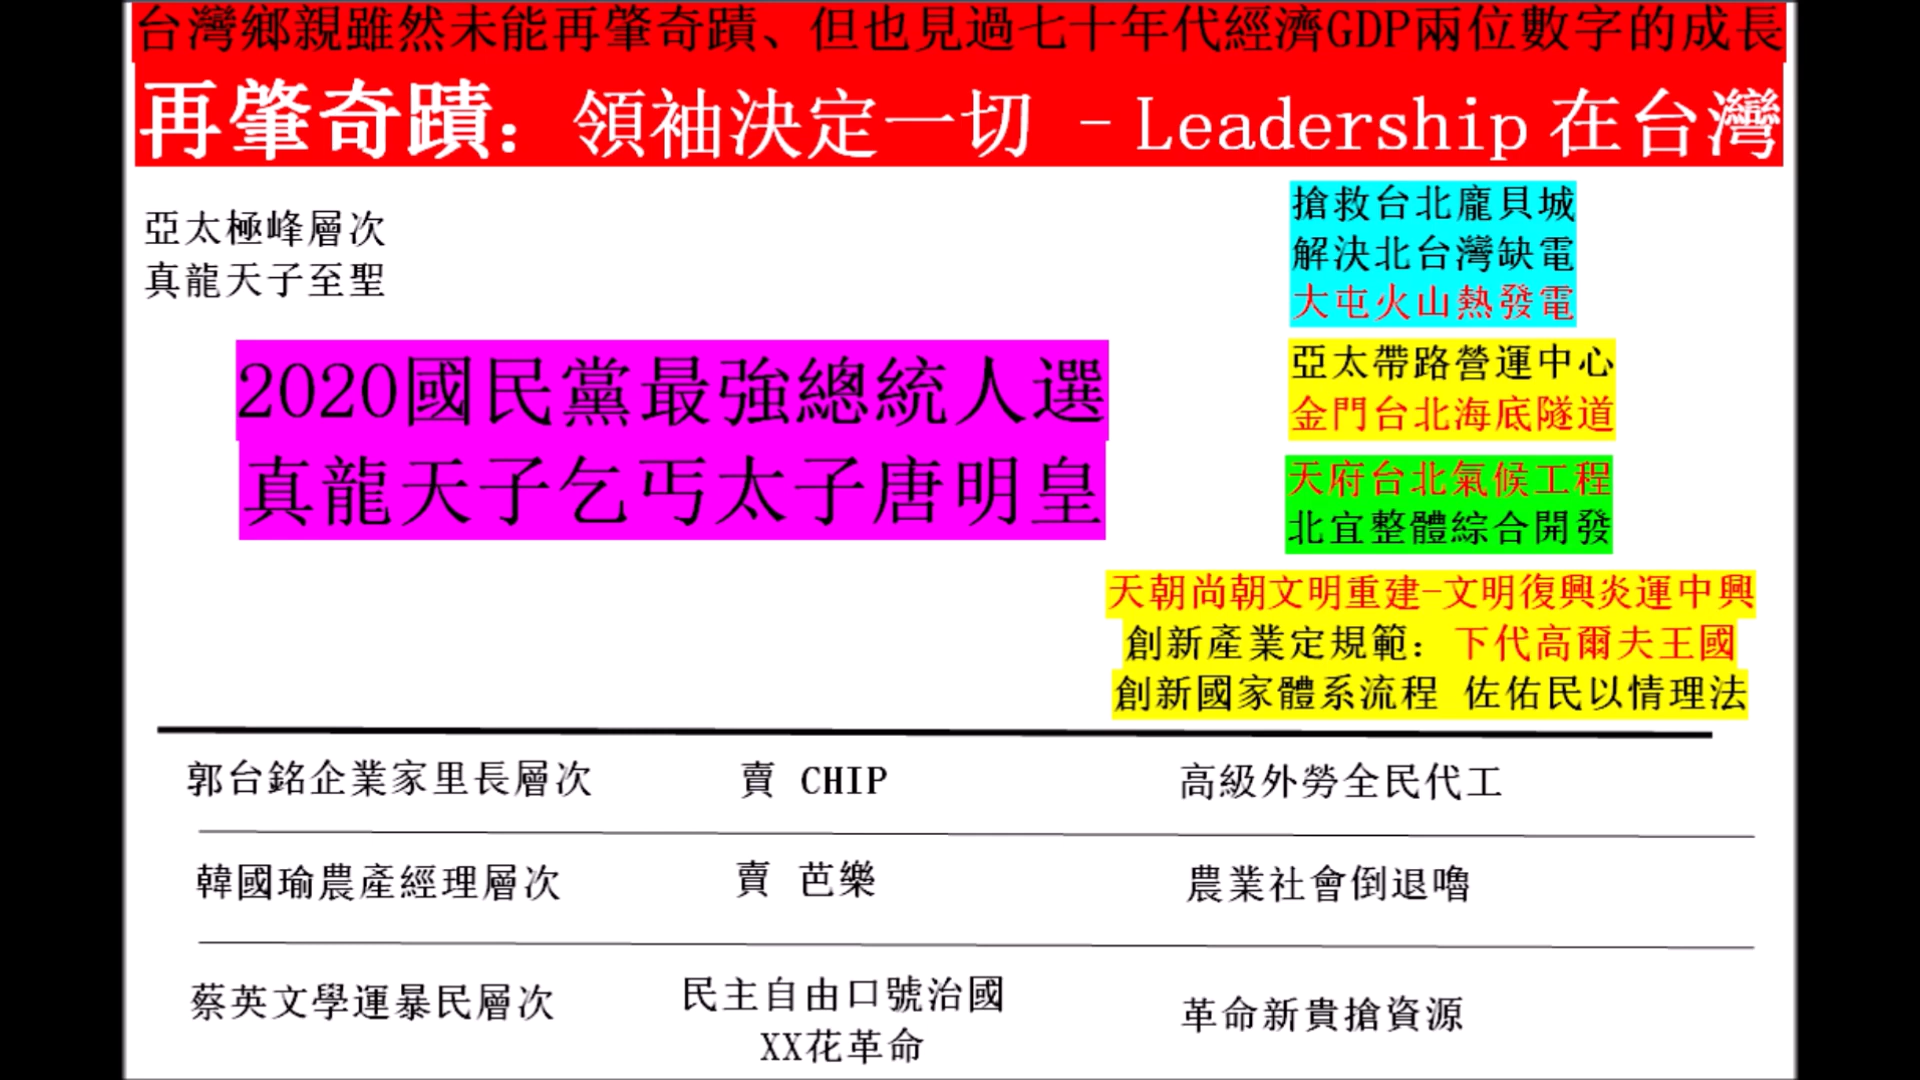 台灣鄉親雖然未能再肇奇蹟、但也見過七十年代經濟GDP兩位數字的成長
再肇奇蹟: 領袖決定一切 - Leadership 在台灣
亞太極峰層次
真龍天子至聖
2020國民黨最強總統人選
真龍天子乞丐太子唐明皇
搶救台北龐貝城
解決北台灣缺電
大屯火山熱發電
亞太帶路營運中心
金門台北海底隧道
天府台北氣候工程
北宜整體綜合開發
天朝尚朝文明重建-文明復興炎運中興
創新產業定規範: 下代高爾夫王國
創新國家體系流程 佐佑民以情理法
郭台銘企業家里長層次 賣 CHIP 高級外勞全民代工
韓國瑜農產經理層次 賣 芭樂 農業社會倒退嚕
蔡英文學運暴民層次 民主自由口號治國 革命新貴搶資源
XX花革命